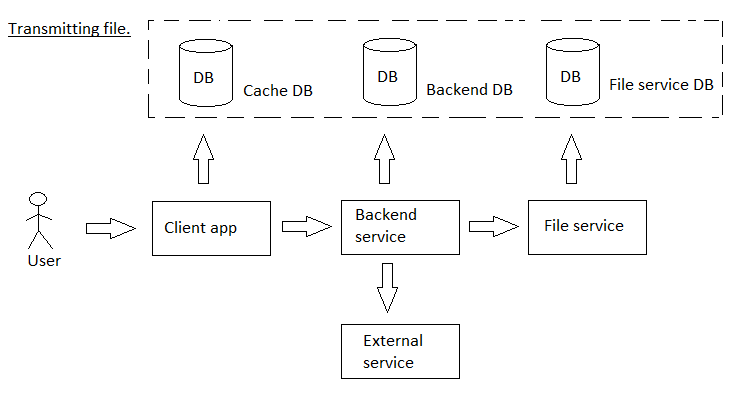 Transmitting file.
DB
DB
DB
Cache DB
Backend DB
File service DB
User
Client app
Backend
service
File service
External
service